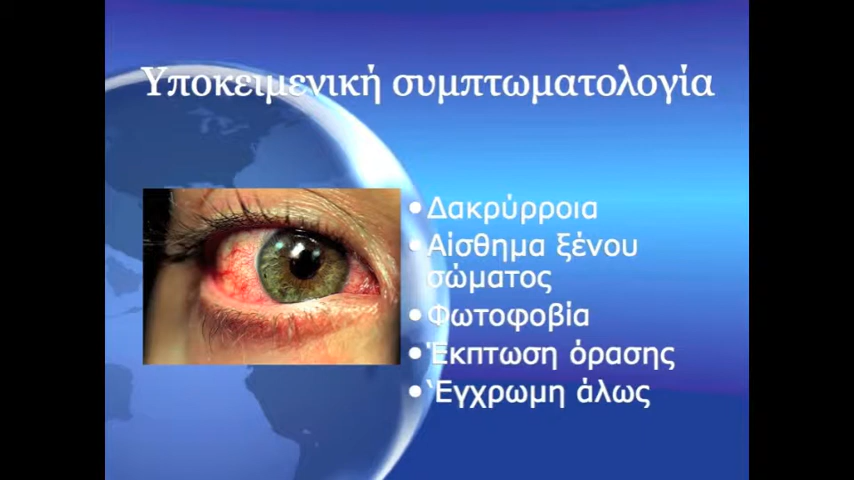 Υποκειμενική συμπτωματολογία
• Δακρύρροια
• Αίσθημα ξένου
σώματος
• Φωτοφοβία
• Έκπτωση όρασης
• Έγχρωμη άλως